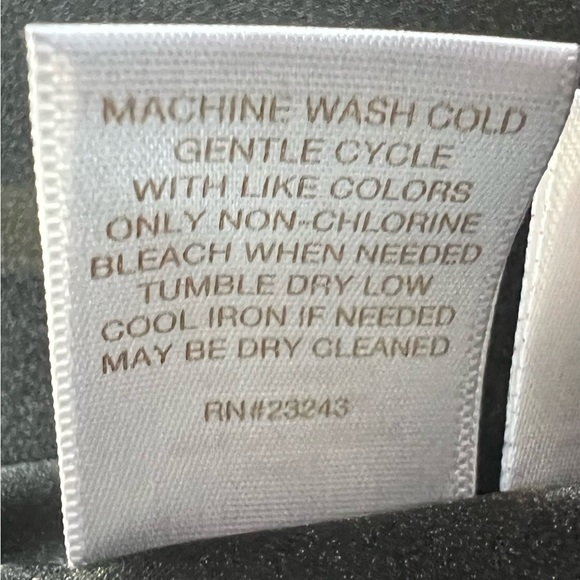 MACHINE WASH COLD
GENTLE CYCLE
WITH LIKE COLORS
ONLY NON-CHLORINE
BLEACH WHEN NEEDED
TUMBLE DRY LOW
COOL IRON IF NEEDED
MAY BE DRY CLEANED
RN#23243